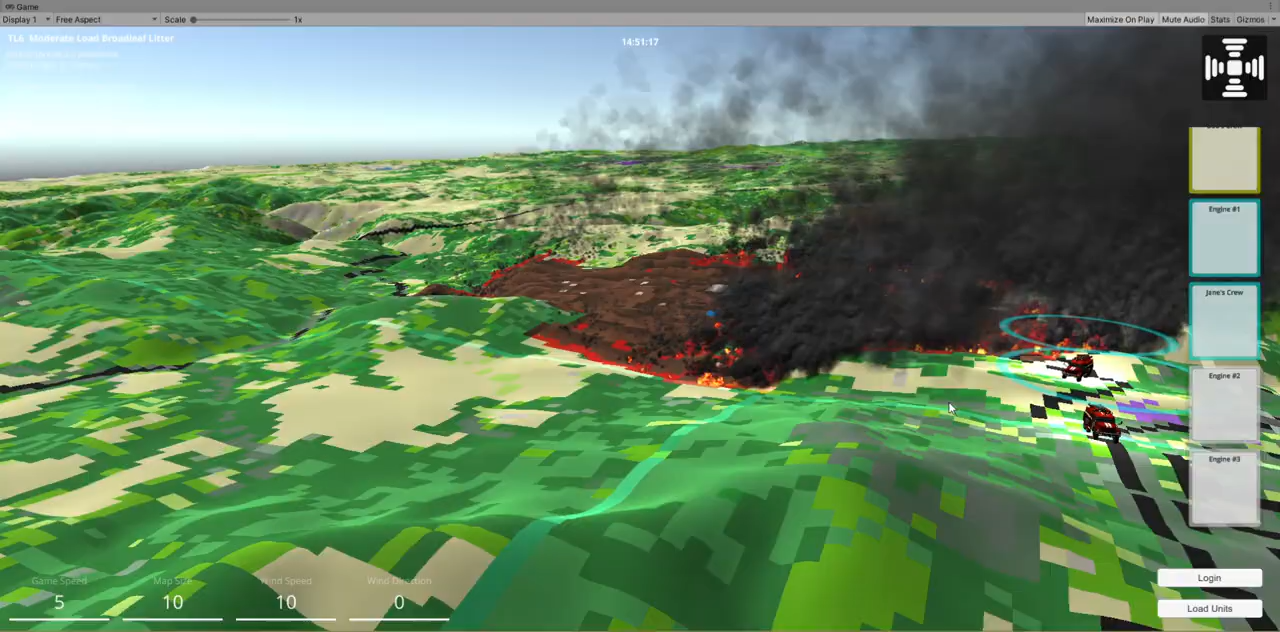 Game
Display 1 Free Aspect Scale 1x Maximize On Play Mute Audio Stats Gizmos
TL6 Moderate Load Broadleaf Litter
14:51:17
Engine #1
Jane's Crew
Engine #2
Engine #3
Game Speed Map Size Wind Speed Wind Direction
5 10 10 0
Login
Load Units